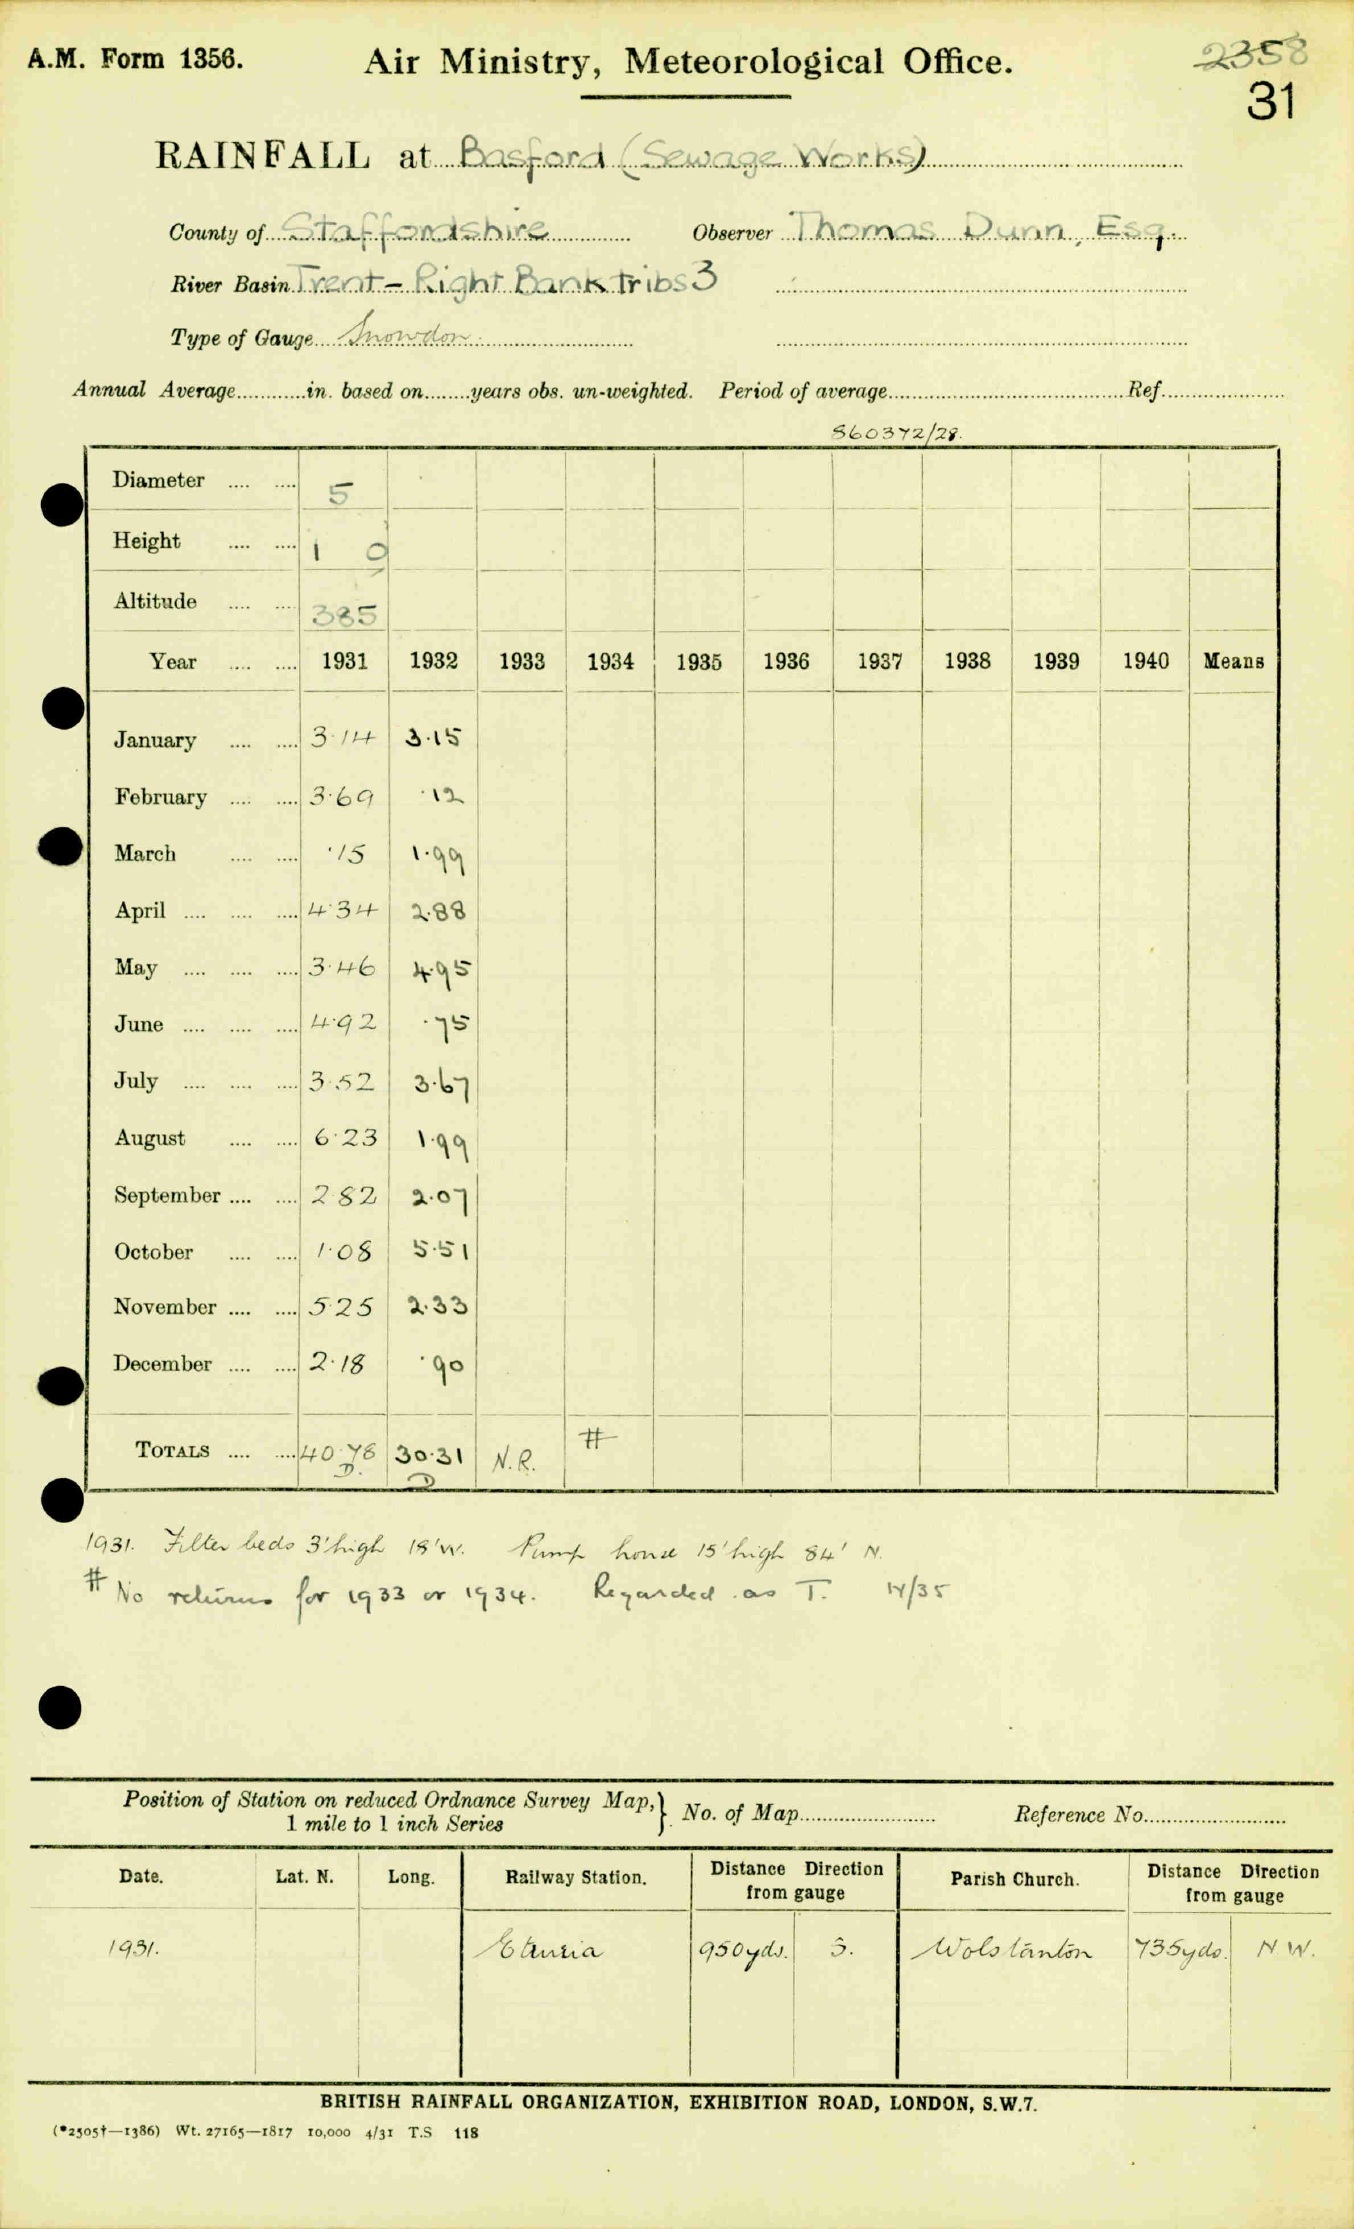 A.M. Form 1356. Air Ministry, Meteorological Office. 2358
31
RAINFALL at Basford (Sewage Works)
County of Staffordshire Observer Thomas Dunn, Esq.
River Basin Trent - Right Bank tribs 3
Type of Gauge Snowdon.
Annual Average............in. based on........years obs. un-weighted. Period of average............Ref............
860372/28.
Diameter .... .... 5
Height .... .... 1 0
Altitude .... .... 385
Year .... .... 1931 1932 1933 1934 1935 1936 1937 1938 1939 1940 Means
January .... .... 3.14 3.15
February .... .... 3.69 .12
March .... .... .15 1.99
April .... .... .... 4.34 2.88
May .... .... .... 3.46 4.95
June .... .... .... 4.92 .75
July .... .... .... 3.52 3.67
August .... .... 6.23 1.99
September .... .... 2.82 2.07
October .... .... 1.08 5.51
November .... .... 5.25 2.33
December .... .... 2.18 .90
TOTALS .... .... 40.78 30.31 N.R. #
D. D
1931. Filter beds 3' high 18' W. Pump house 15' high 84' N.
# No returns for 1933 or 1934. Regarded as T. 4/35
Position of Station on reduced Ordnance Survey Map, } No. of Map............ Reference No............
1 mile to 1 inch Series
Date. Lat. N. Long. Railway Station. Distance Direction from gauge Parish Church. Distance Direction from gauge
1931. Etruria 950 yds. S. Wolstanton 735 yds. N W.
BRITISH RAINFALL ORGANIZATION, EXHIBITION ROAD, LONDON, S.W.7.
(*2505†—1386) Wt. 27165—1817 10,000 4/31 T.S 118